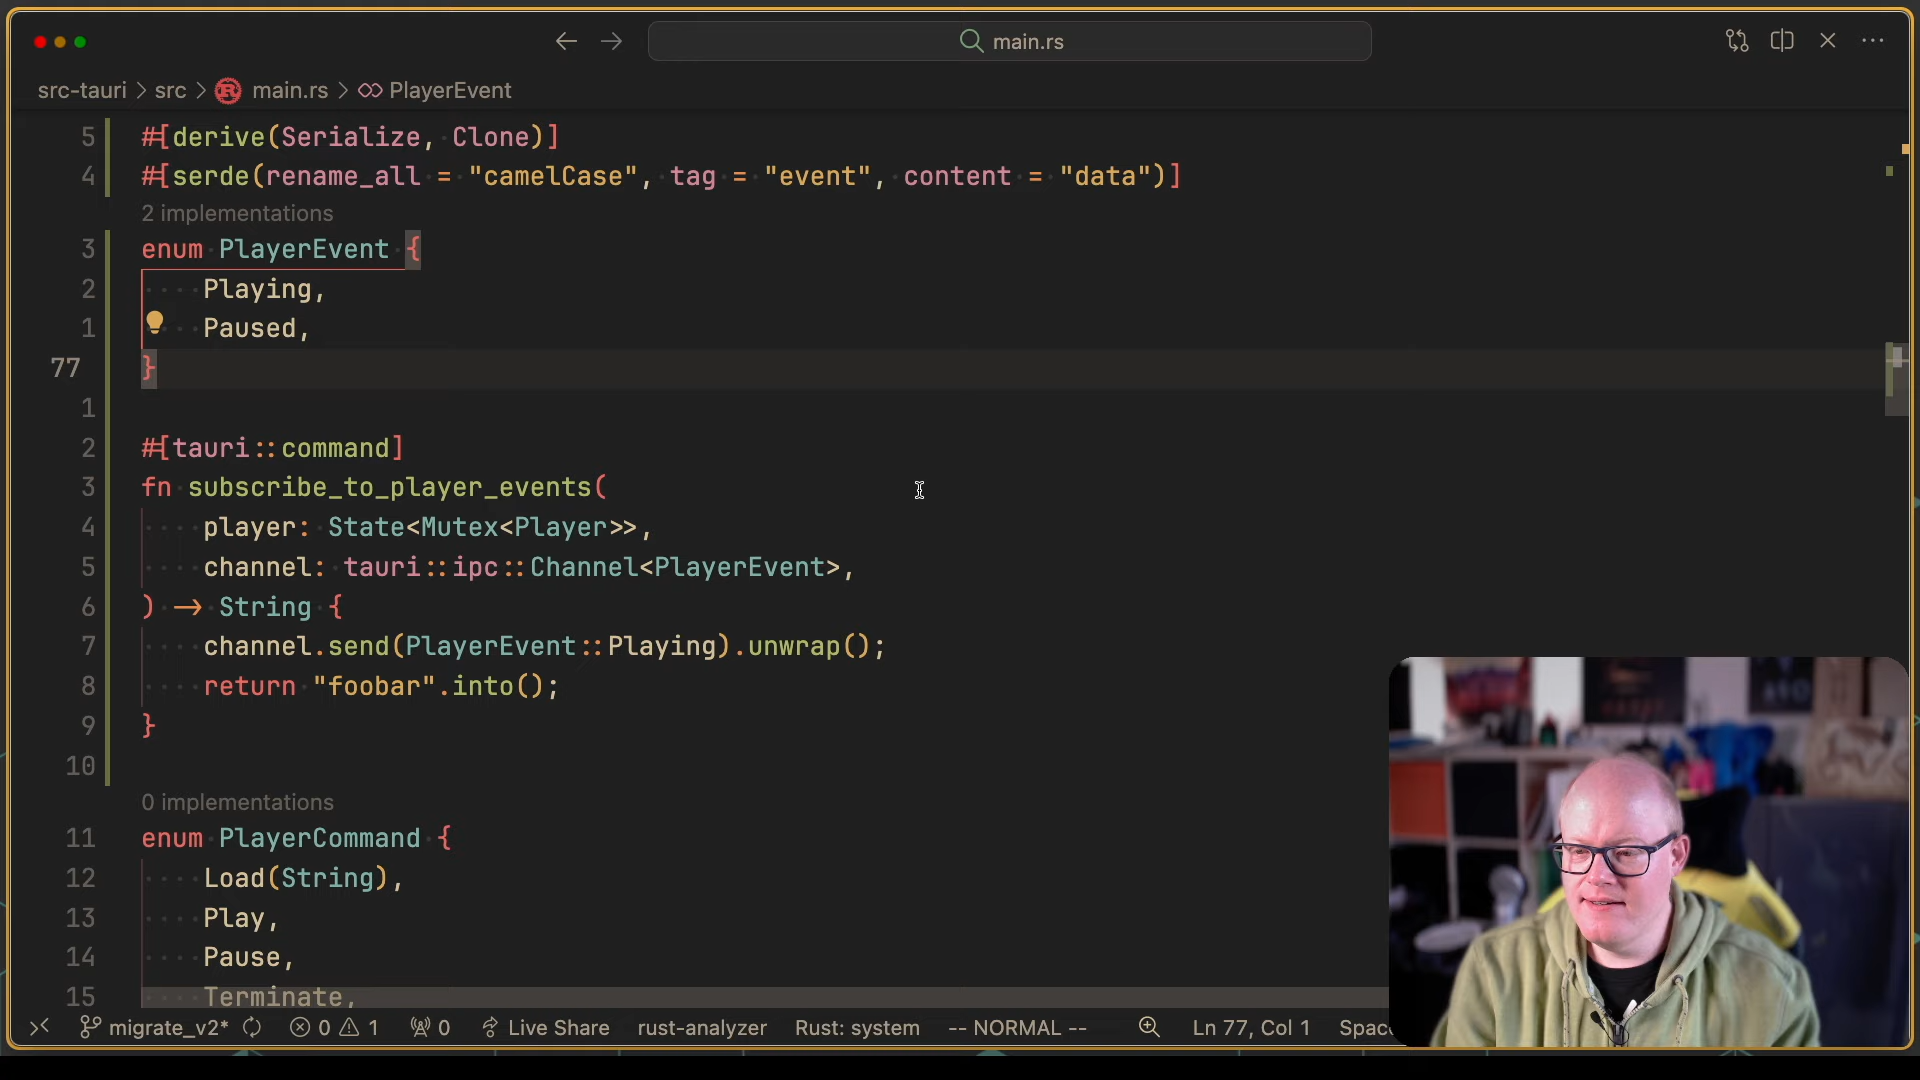 main.rs
src-tauri > src > main.rs > PlayerEvent
5 #[derive(Serialize, Clone)]
4 #[serde(rename_all = "camelCase", tag = "event", content = "data")]
2 implementations
3 enum PlayerEvent {
2 Playing,
1 Paused,
77 }
1
2 #[tauri::command]
3 fn subscribe_to_player_events(
4 player: State<Mutex<Player>>,
5 channel: tauri::ipc::Channel<PlayerEvent>,
6 ) -> String {
7 channel.send(PlayerEvent::Playing).unwrap();
8 return "foobar".into();
9 }
10
0 implementations
11 enum PlayerCommand {
12 Load(String),
13 Play,
14 Pause,
15 Terminate,
migrate_v2* 0 1 0 Live Share rust-analyzer Rust: system -- NORMAL -- Ln 77, Col 1